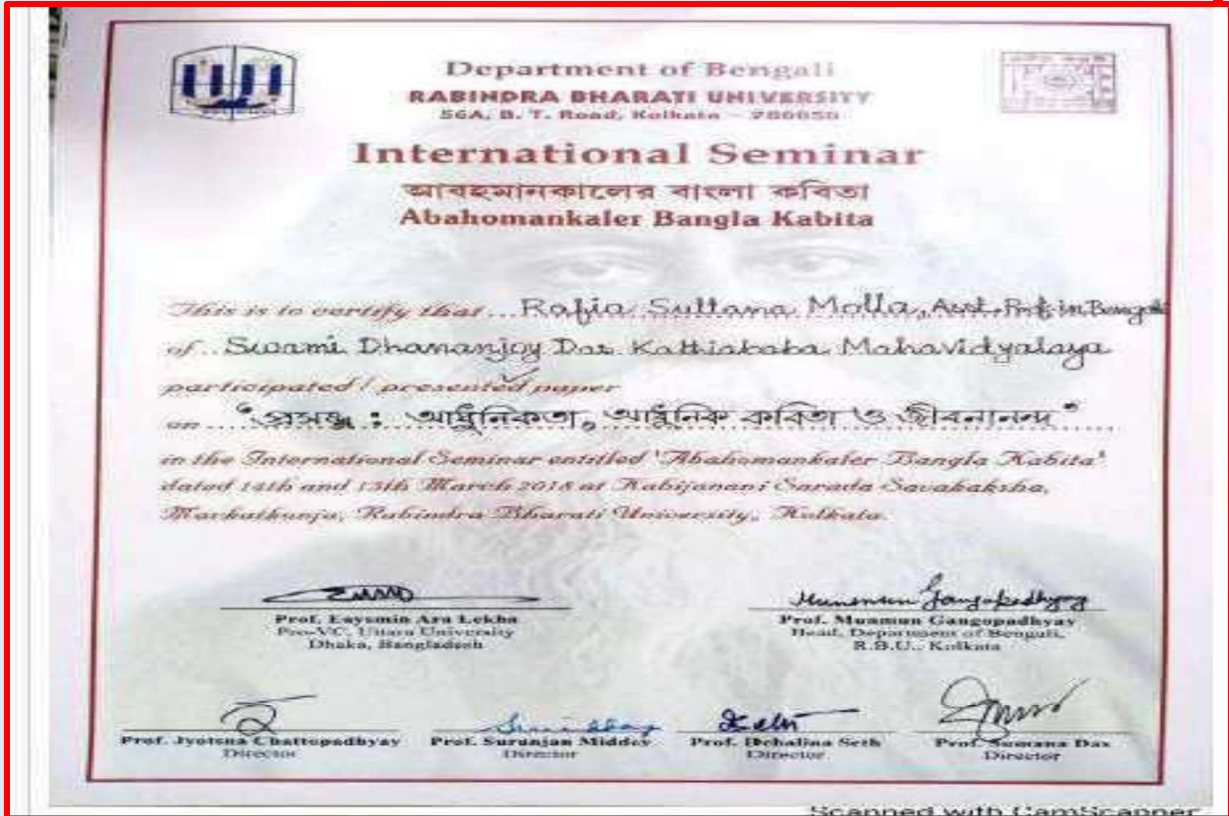 Department of Bengali
RABINDRA BHARATI UNIVERSITY
56A, B. T. Road, Kolkata - 700050
International Seminar
আবহমানকালের বাংলা কবিতা
Abahomankaler Bangla Kabita
This is to certify that... Rafia Sultana Molla, Asst. Prof. in Bengali
of.. Swami Dhananjoy Das Kathiababa Mahavidyalaya
participated / presented paper
on.... "প্রসঙ্গ : আধুনিকতা, আধুনিক কবিতা ও জীবনানন্দ"
in the International Seminar entitled 'Abahomankaler Bangla Kabita'
dated 14th and 15th March 2018 at Rabijanani Sarada Savakaksha,
Markatkunja, Rabindra Bharati University, Kolkata.
Prof. Eaysmin Ara Lekha
Pro-VC, Uttara University
Dhaka, Bangladesh
Prof. Munmun Gangopadhyay
Head, Department of Bengali,
R.B.U., Kolkata
Prof. Jyotsna Chattopadhyay
Director
Prof. Suranjan Middey
Director
Prof. Debalina Seth
Director
Prof. Sumana Das
Director
Scanned with CamScanner